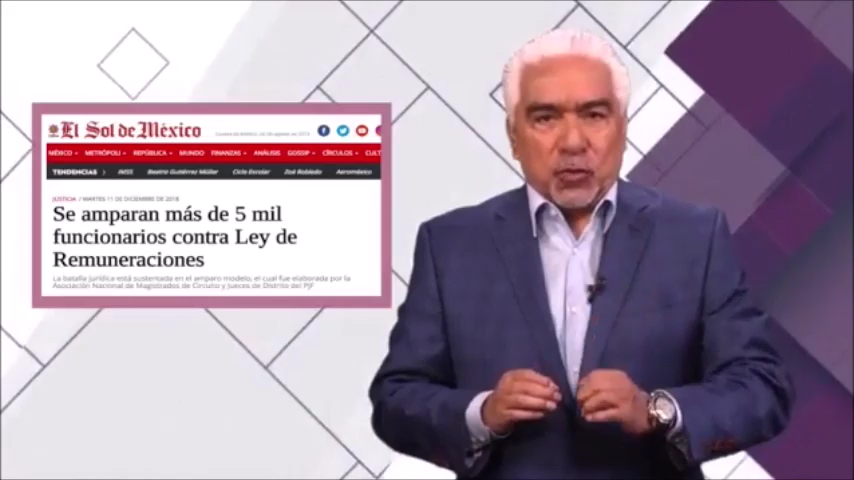 El Sol de México
MÉXICO METRÓPOLI REPÚBLICA MUNDO FINANZAS ANÁLISIS GOSSIP CÍRCULOS CULT
TENDENCIAS IMSS Beatriz Gutiérrez Müller Ciclo Escolar Zoé Robledo Aeroméxico
JUSTICIA / MARTES 11 DE DICIEMBRE DE 2018
Se amparan más de 5 mil
funcionarios contra Ley de
Remuneraciones
La batalla jurídica está sustentada en el amparo modelo, el cual fue elaborada por la
Asociación Nacional de Magistrados de Circuito y Jueces de Distrito del PJF